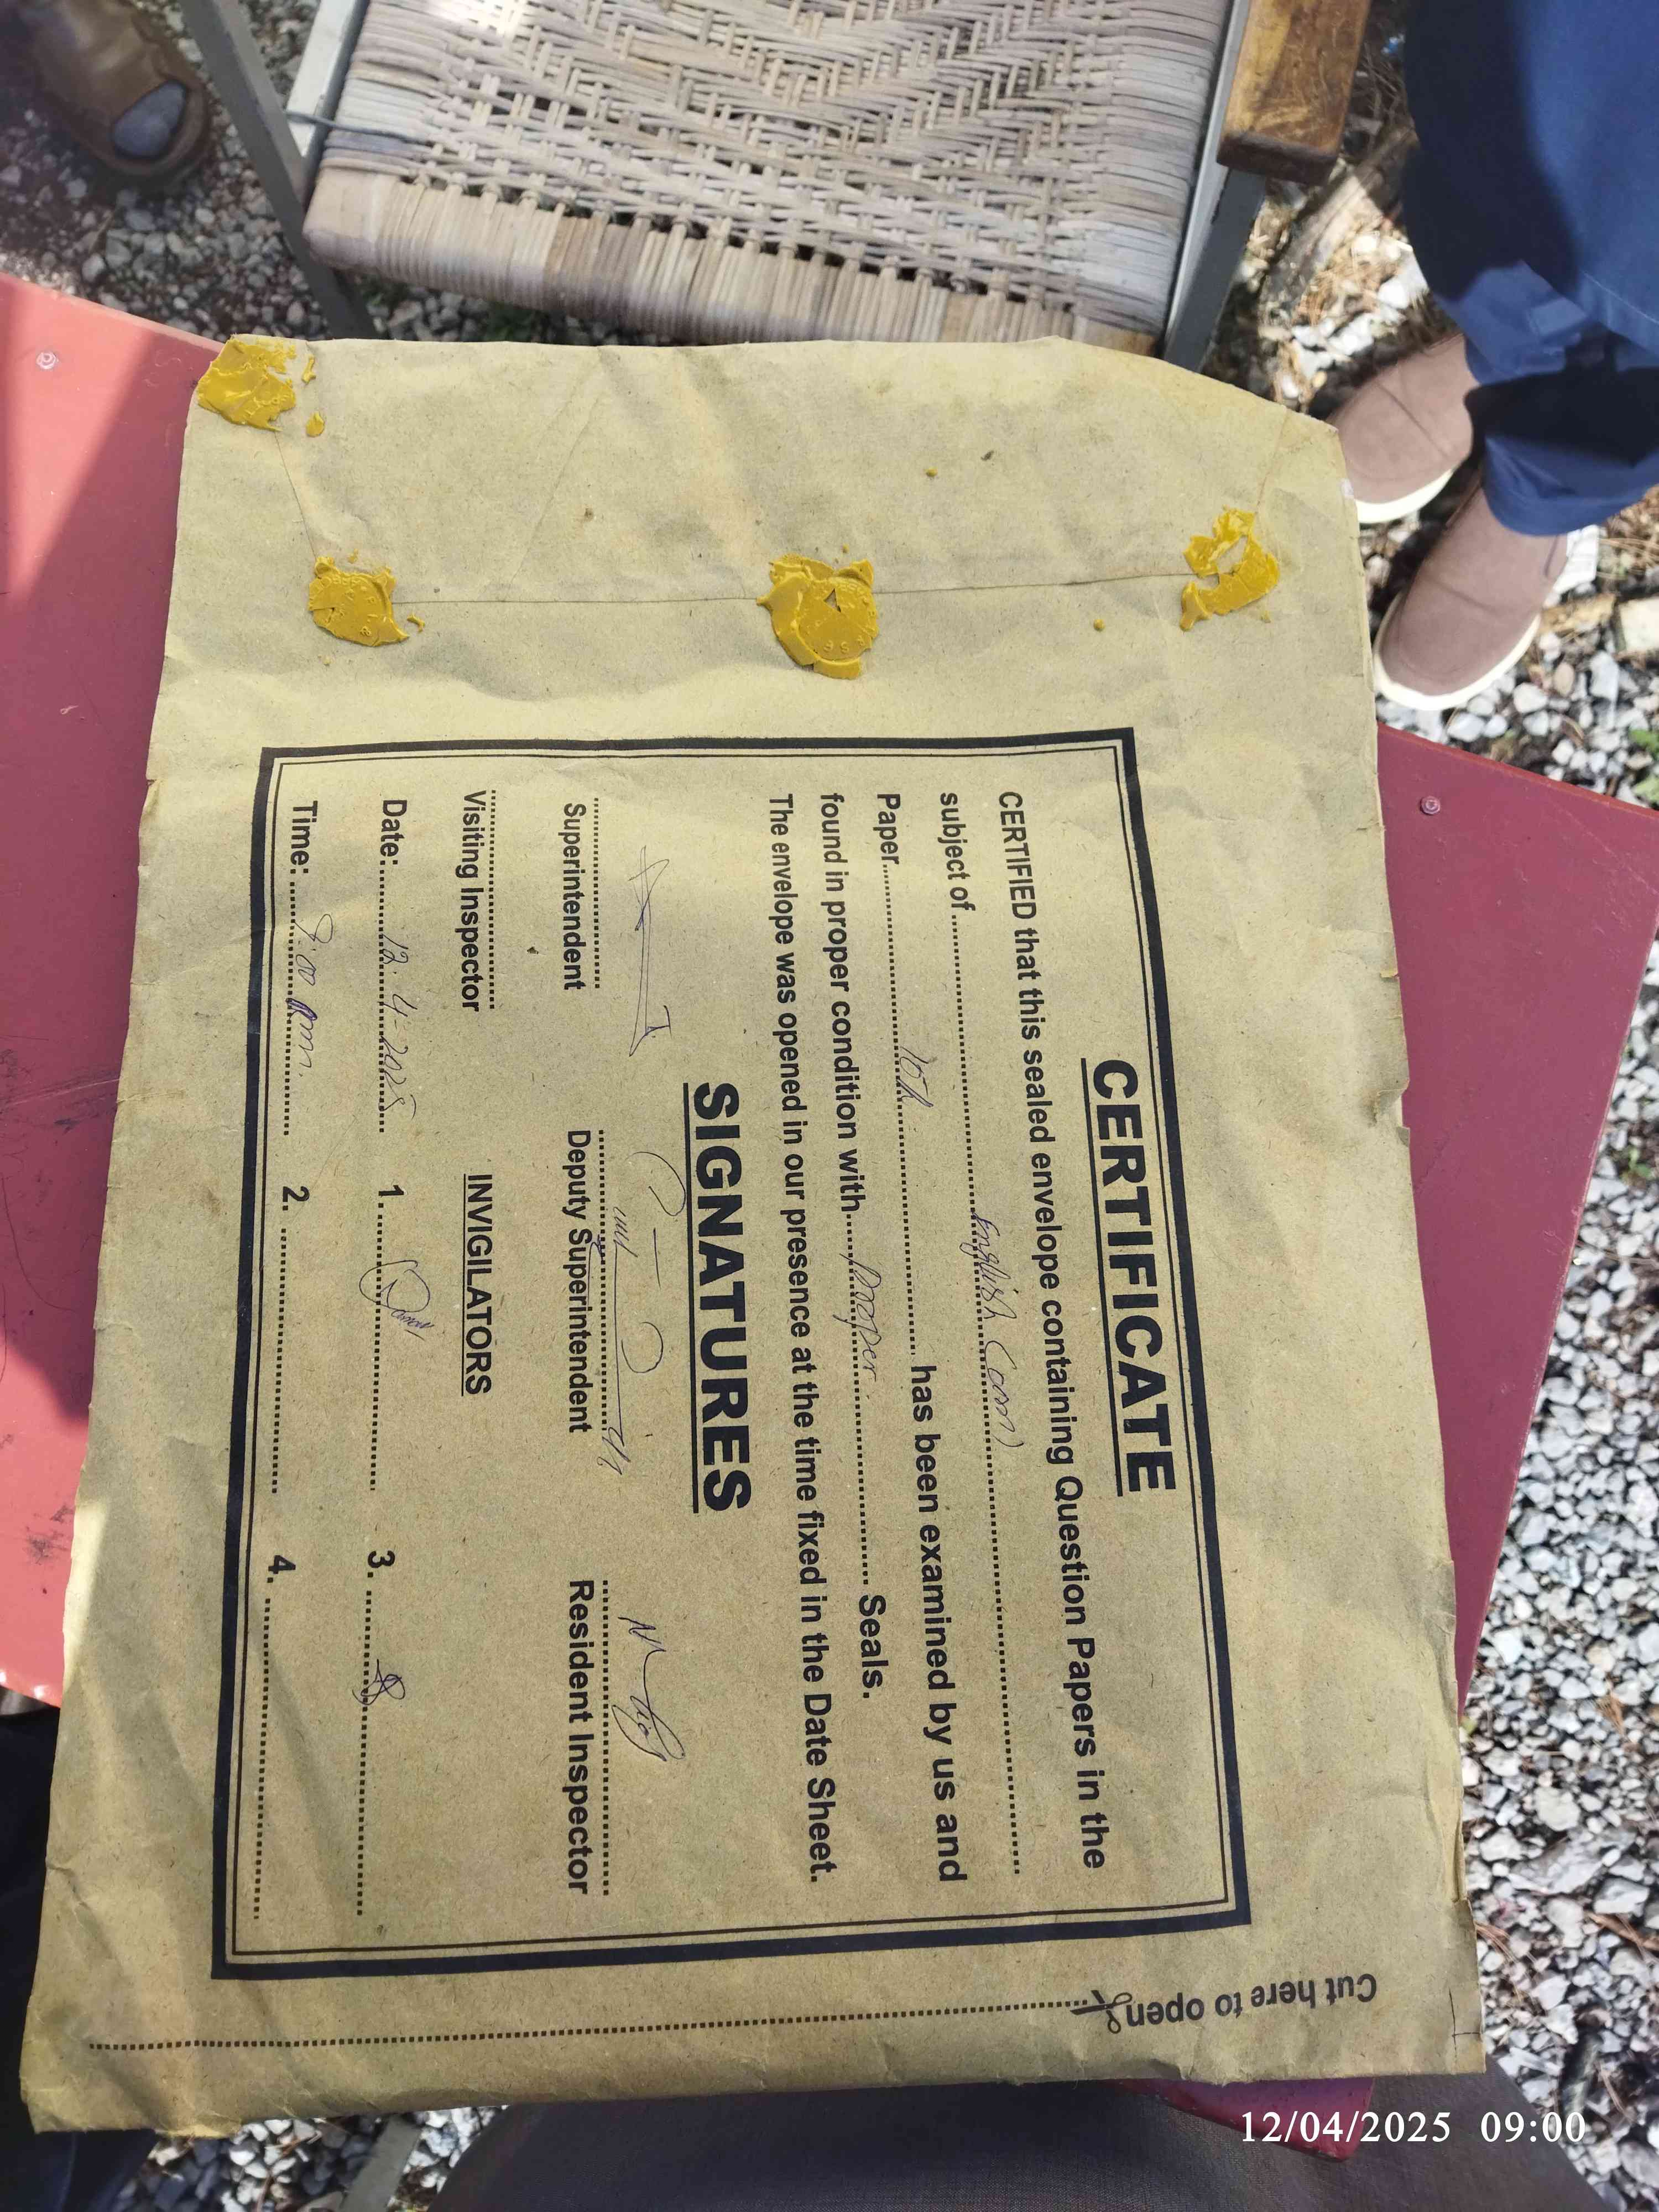 CERTIFICATE
CERTIFIED that this sealed envelope containing Question Papers in the
subject of English (Com)
Paper 10th has been examined by us and
found in proper condition with proper Seals.
The envelope was opened in our presence at the time fixed in the Date Sheet.
SIGNATURES
Superintendent Deputy Superintendent Resident Inspector
Visiting Inspector INVIGILATORS
Date: 12-4-2025 1. 3.
Time: 9:00 2. 4.
Cut here to open
12/04/2025 09:00